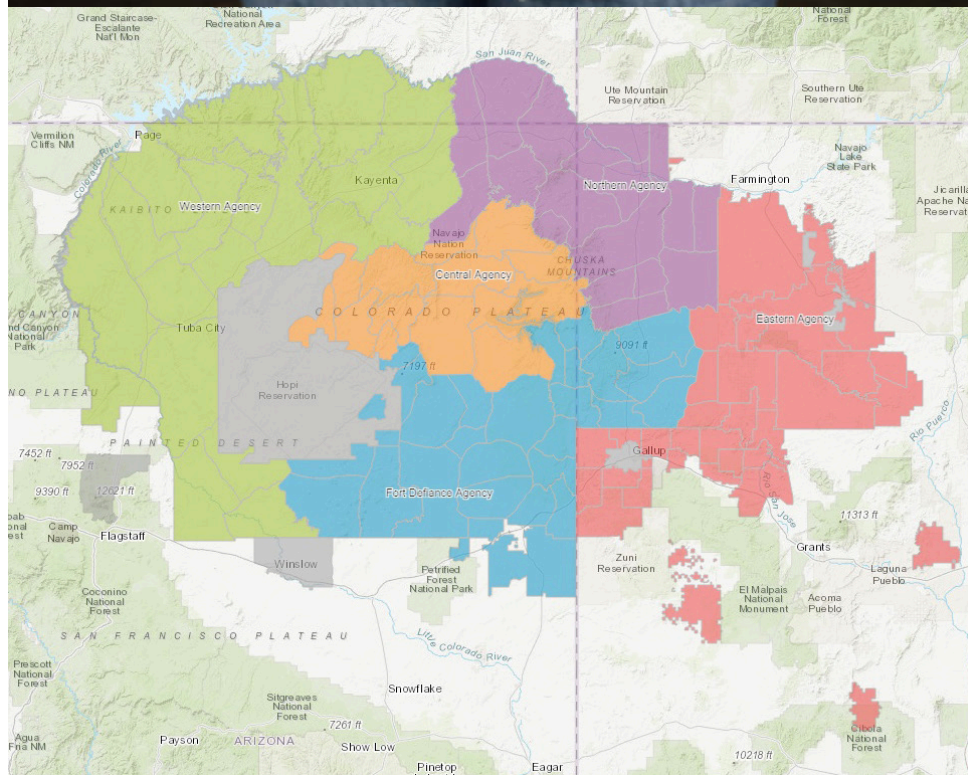 Grand Staircase-
Escalante
Nat'l Mon
National
Recreation Area
National
Forest
San Juan River
Ute Mountain
Reservation
Southern Ute
Reservation
Vermilion
Cliffs NM
Page
Colorado River
Navajo
Lake
State Park
Kayenta
Northern Agency
Farmington
Jicarilla
Apache Na
Reservat
Western Agency
KAIBITO
Navajo
Nation
Reservation
CHUSKA
MOUNTAINS
Central Agency
COLORADO PLATEAU
CANYON
nd Canyon
National
Park
Tuba City
Eastern Agency
9091 ft
7197 ft
Hopi
Reservation
NO PLATEAU
Rio Puerco
PAINTED DESERT
7452 ft
7952 ft
Gallup
9390 ft
12621 ft
Fort Defiance Agency
Rio San Jose
11313 ft
bab
onal
est
Camp
Navajo
Flagstaff
Grants
Winslow
Petrified
Forest
National Park
Zuni
Reservation
Laguna
Pueblo
El Malpais
National
Monument
Acoma
Pueblo
Coconino
National
Forest
SAN FRANCISCO PLATEAU
Little Colorado River
Prescott
National
Forest
Snowflake
Sitgreaves
National
Forest
7261 ft
Cibola
National
Forest
Agua
Fria NM
Payson
ARIZONA
Show Low
10218 ft
Pinetop
Eagar